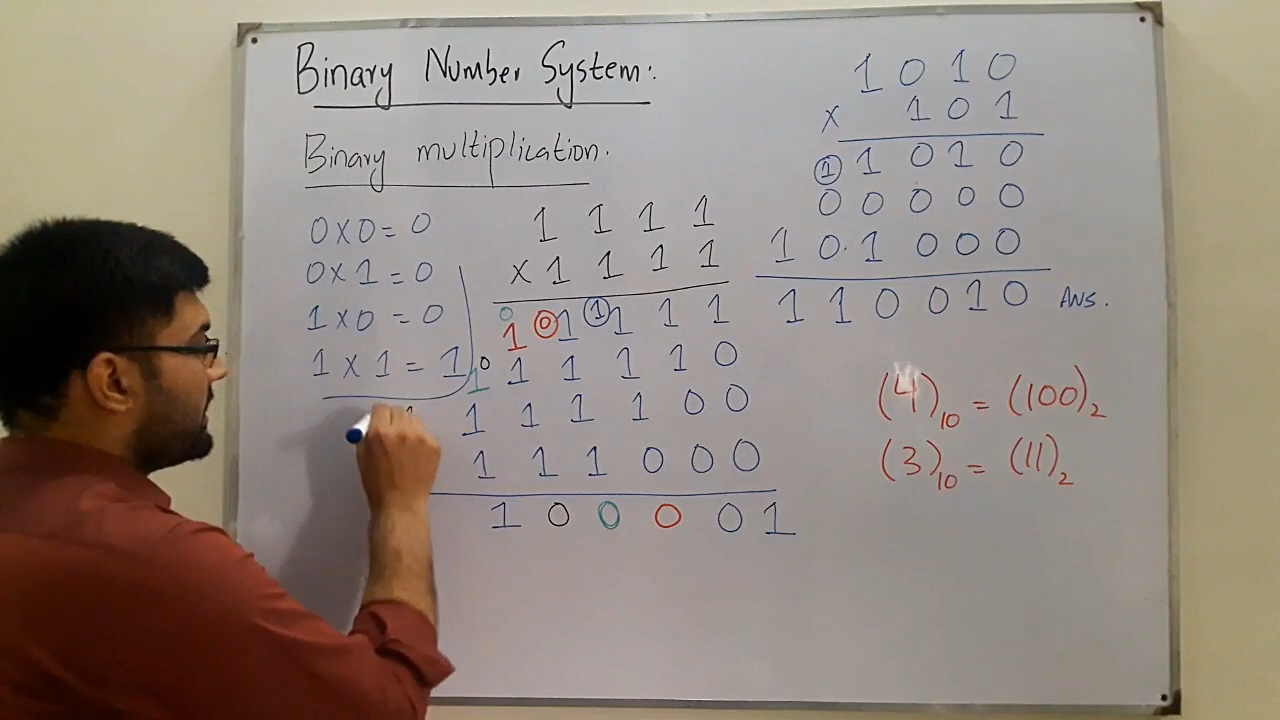 Binary Number System:
Binary multiplication.
0x0=0
0x1=0
1x0=0
1x1=1
1 1 1 1
x 1 1 1 1
0 1 0 1 1 1 1 1
0 1 1 1 1 1 0
1 1 1 1 1 0 0
1 1 1 0 0 0
1 0 0 0 0 1
1 0 1 0
x 1 0 1
1 1 0 1 0
0 0 0 0 0
1 0 1 0 0 0
1 1 0 0 1 0 Ans.
(4)10 = (100)2
(3)10 = (11)2